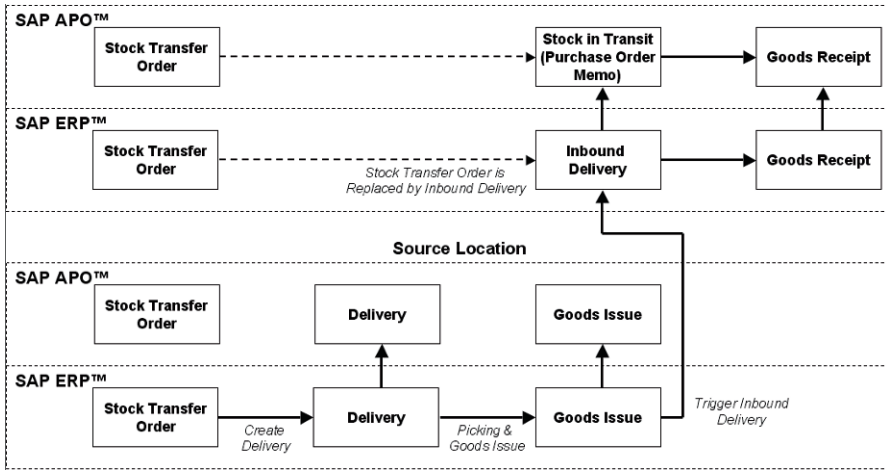 SAP APO™
Stock Transfer
Order
Stock in Transit
(Purchase Order
Memo)
Goods Receipt
SAP ERP™
Stock Transfer
Order
Stock Transfer Order is
Replaced by Inbound Delivery
Inbound
Delivery
Goods Receipt
Source Location
SAP APO™
Stock Transfer
Order
Delivery
Goods Issue
SAP ERP™
Stock Transfer
Order
Create
Delivery
Delivery
Picking &
Goods Issue
Goods Issue
Trigger Inbound
Delivery